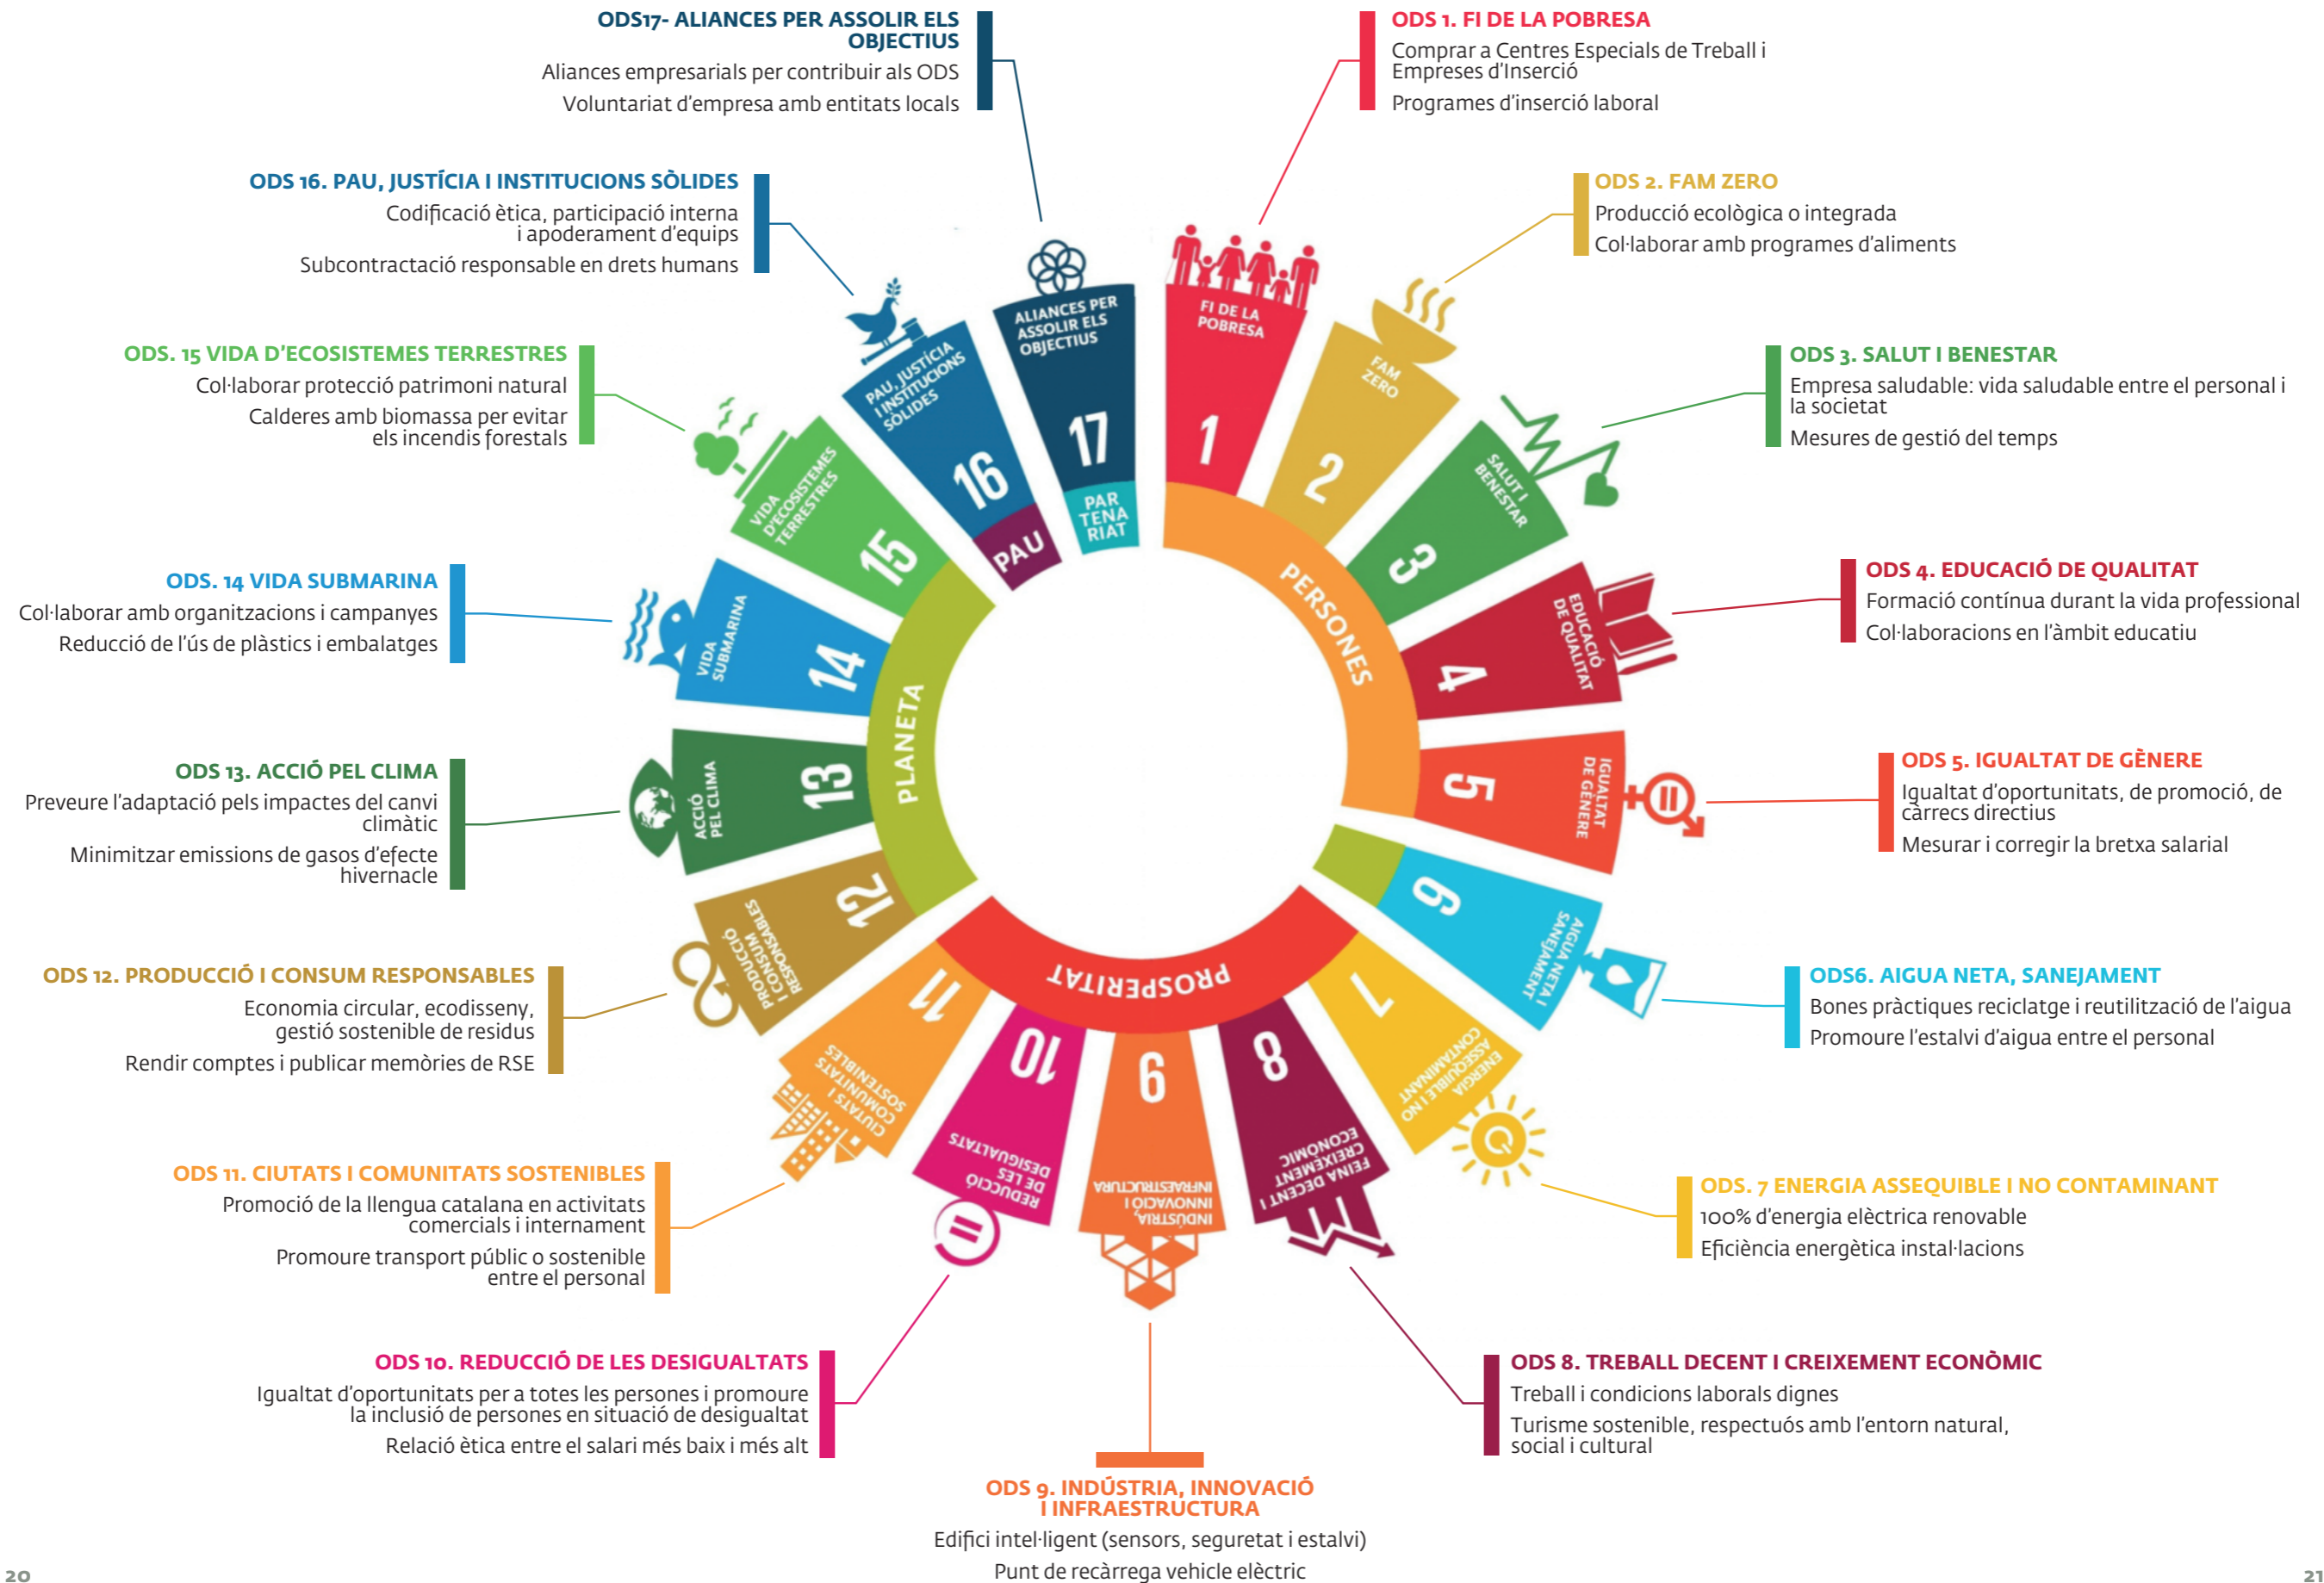 ODS17- ALIANCES PER ASSOLIR ELS
OBJECTIUS
Aliances empresarials per contribuir als ODS
Voluntariat d'empresa amb entitats locals
ODS 1. FI DE LA POBRESA
Comprar a Centres Especials de Treball i
Empreses d'Inserció
Programes d'inserció laboral
ODS 16. PAU, JUSTÍCIA I INSTITUCIONS SÒLIDES
Codificació ètica, participació interna
i apoderament d'equips
Subcontractació responsable en drets humans
ODS 2. FAM ZERO
Producció ecològica o integrada
Col·laborar amb programes d'aliments
ODS. 15 VIDA D'ECOSISTEMES TERRESTRES
Col·laborar protecció patrimoni natural
Calderes amb biomassa per evitar
els incendis forestals
ODS 3. SALUT I BENESTAR
Empresa saludable: vida saludable entre el personal i
la societat
Mesures de gestió del temps
ODS. 14 VIDA SUBMARINA
Col·laborar amb organitzacions i campanyes
Reducció de l'ús de plàstics i embalatges
ODS 4. EDUCACIÓ DE QUALITAT
Formació contínua durant la vida professional
Col·laboracions en l'àmbit educatiu
ODS 13. ACCIÓ PEL CLIMA
Preveure l'adaptació pels impactes del canvi
climàtic
Minimitzar emissions de gasos d'efecte
hivernacle
ODS 5. IGUALTAT DE GÈNERE
Igualtat d'oportunitats, de promoció, de
càrrecs directius
Mesurar i corregir la bretxa salarial
ODS 12. PRODUCCIÓ I CONSUM RESPONSABLES
Economia circular, ecodisseny,
gestió sostenible de residus
Rendir comptes i publicar memòries de RSE
ODS6. AIGUA NETA, SANEJAMENT
Bones pràctiques reciclatge i reutilització de l'aigua
Promoure l'estalvi d'aigua entre el personal
ODS 11. CIUTATS I COMUNITATS SOSTENIBLES
Promoció de la llengua catalana en activitats
comercials i internament
Promoure transport públic o sostenible
entre el personal
ODS. 7 ENERGIA ASSEQUIBLE I NO CONTAMINANT
100% d'energia elèctrica renovable
Eficiència energètica instal·lacions
ODS 10. REDUCCIÓ DE LES DESIGUALTATS
Igualtat d'oportunitats per a totes les persones i promoure
la inclusió de persones en situació de desigualtat
Relació ètica entre el salari més baix i més alt
ODS 8. TREBALL DECENT I CREIXEMENT ECONÒMIC
Treball i condicions laborals dignes
Turisme sostenible, respectuós amb l'entorn natural,
social i cultural
ODS 9. INDÚSTRIA, INNOVACIÓ
I INFRAESTRUCTURA
Edifici intel·ligent (sensors, seguretat i estalvi)
Punt de recàrrega vehicle elèctric
FI DE LA
POBRESA
1
FAM
ZERO
2
SALUT I
BENESTAR
3
EDUCACIÓ
DE QUALITAT
4
IGUALTAT
DE GÈNERE
5
AIGUA NETA I
SANEJAMENT
6
ENERGIA
ASSEQUIBLE
I NO
CONTAMINANT
7
FEINA DECENT I
CREIXEMENT
ECONÒMIC
8
INDÚSTRIA,
INNOVACIÓ I
INFRAESTRUCTURA
9
REDUCCIÓ
DE LES
DESIGUALTATS
10
CIUTATS I
COMUNITATS
SOSTENIBLES
11
PRODUCCIÓ
I CONSUM
RESPONSABLES
12
ACCIÓ
PEL CLIMA
13
VIDA
SUBMARINA
14
VIDA
D'ECOSISTEMES
TERRESTRES
15
PAU, JUSTÍCIA
I INSTITUCIONS
SÒLIDES
16
ALIANCES PER
ASSOLIR ELS
OBJECTIUS
17
PERSONES
PROSPERITAT
PLANETA
PAU
PAR
TENA
RIAT
20
21